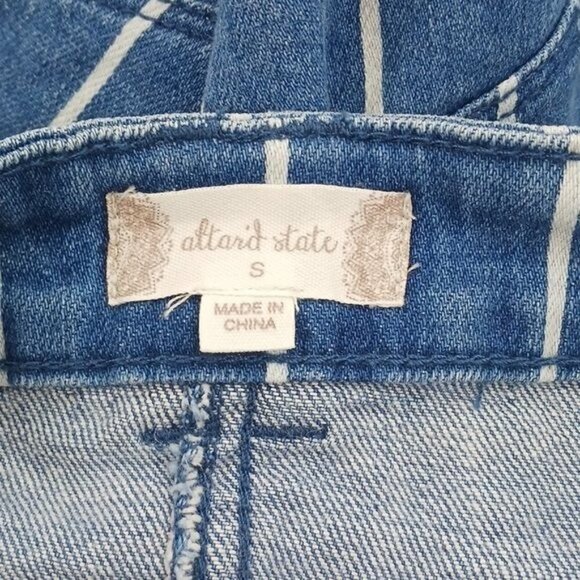 altar'd state
S
MADE IN
CHINA